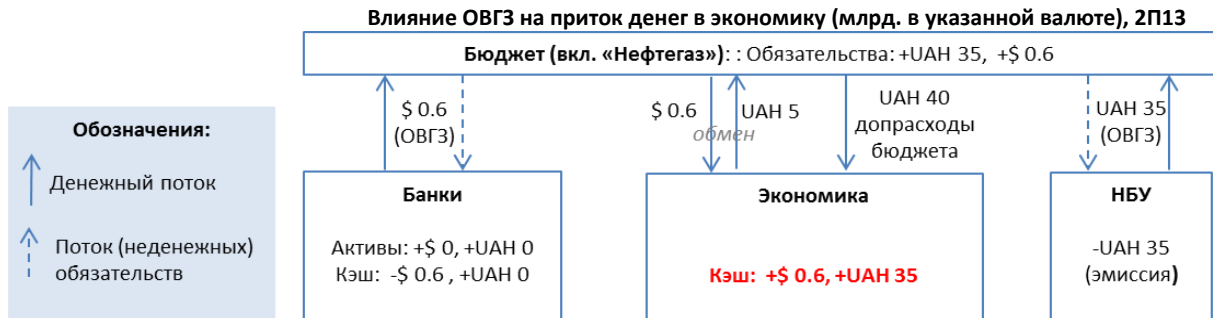 Влияние ОВГЗ на приток денег в экономику (млрд. в указанной валюте), 2П13
Бюджет (вкл. «Нефтегаз»): : Обязательства: +UAH 35, +$ 0.6
Обозначения:
Денежный поток
Поток (неденежных)
обязательств
$ 0.6
(ОВГЗ)
$ 0.6
UAH 5
обмен
UAH 40
допрасходы
бюджета
UAH 35
(ОВГЗ)
Банки
Активы: +$ 0, +UAH 0
Кэш: -$ 0.6 , +UAH 0
Экономика
Кэш: +$ 0.6, +UAH 35
НБУ
-UAH 35
(эмиссия)